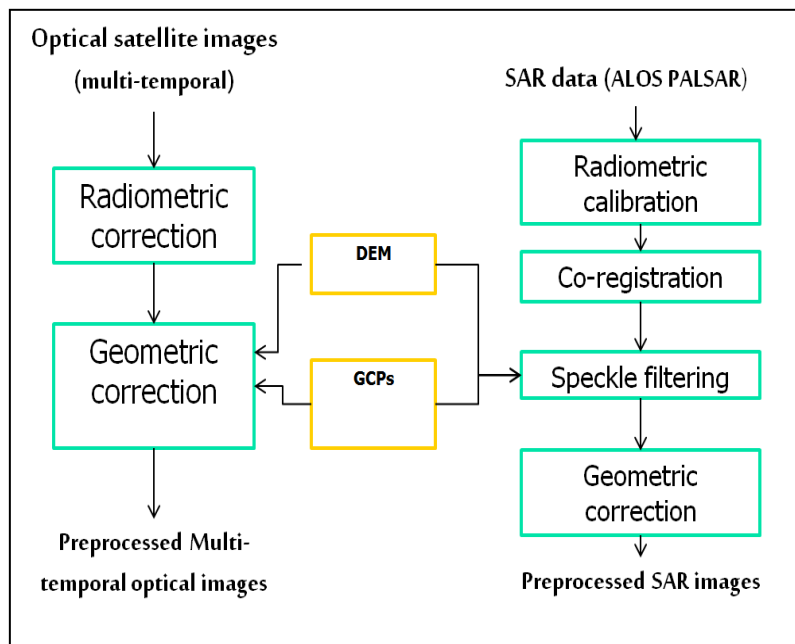 Optical satellite images
(multi-temporal)
Radiometric
correction
Geometric
correction
Preprocessed Multi-
temporal optical images
DEM
GCPs
SAR data (ALOS PALSAR)
Radiometric
calibration
Co-registration
Speckle filtering
Geometric
correction
Preprocessed SAR images